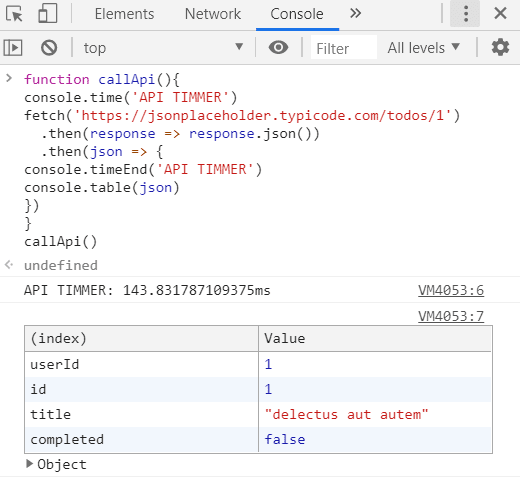 Elements Network Console »
top Filter All levels
> function callApi(){
console.time('API TIMMER')
fetch('https://jsonplaceholder.typicode.com/todos/1')
.then(response => response.json())
.then(json => {
console.timeEnd('API TIMMER')
console.table(json)
})
}
callApi()
undefined
API TIMMER: 143.831787109375ms VM4053:6
VM4053:7
(index) Value
userId 1
id 1
title "delectus aut autem"
completed false
Object